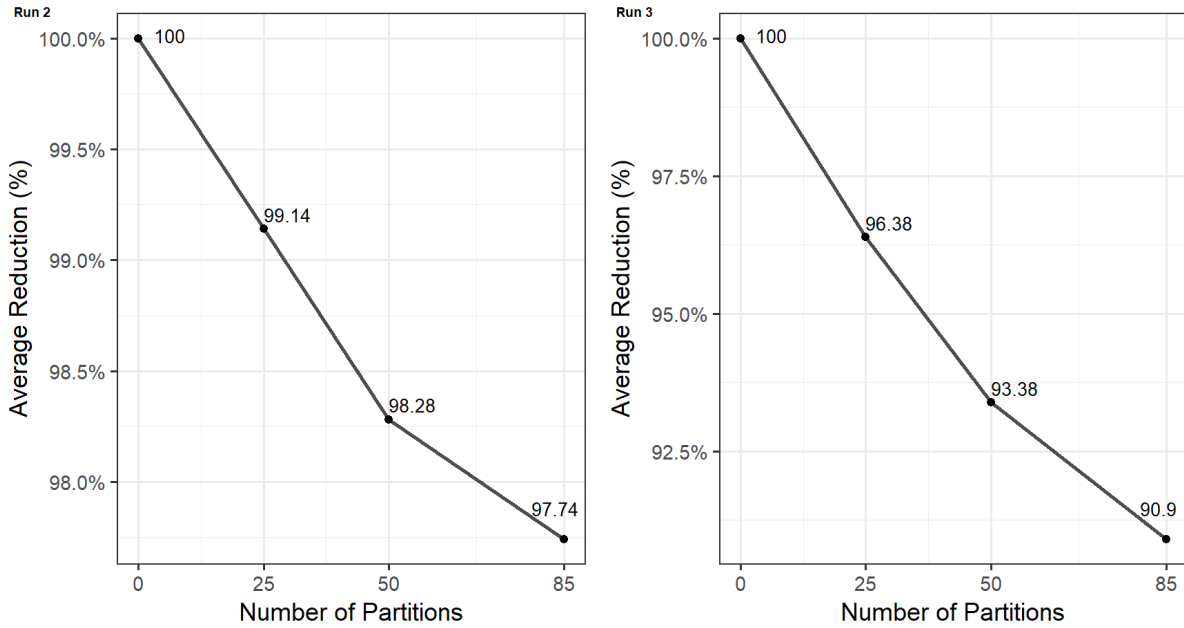 Run 2
100.0%
99.5%
99.0%
98.5%
98.0%
100
99.14
98.28
97.74
0 25 50 85
Number of Partitions
Average Reduction (%)
Run 3
100.0%
97.5%
95.0%
92.5%
100
96.38
93.38
90.9
0 25 50 85
Number of Partitions
Average Reduction (%)